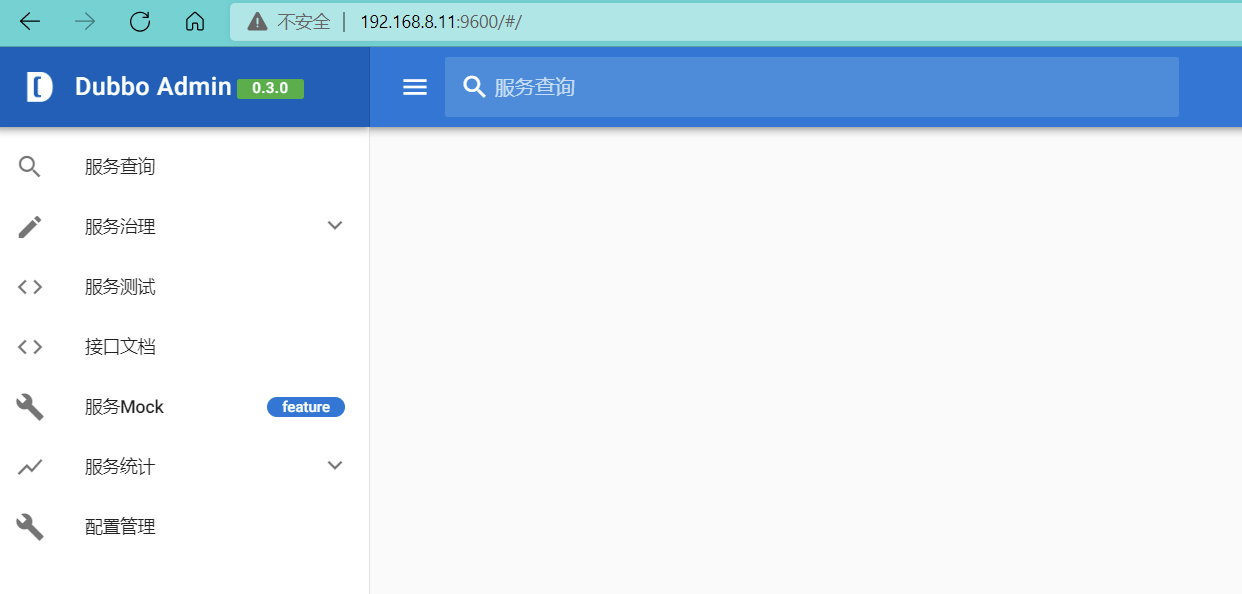 不安全 | 192.168.8.11:9600/#/
Dubbo Admin 0.3.0
服务查询
服务查询
服务治理
服务测试
接口文档
服务Mock feature
服务统计
配置管理